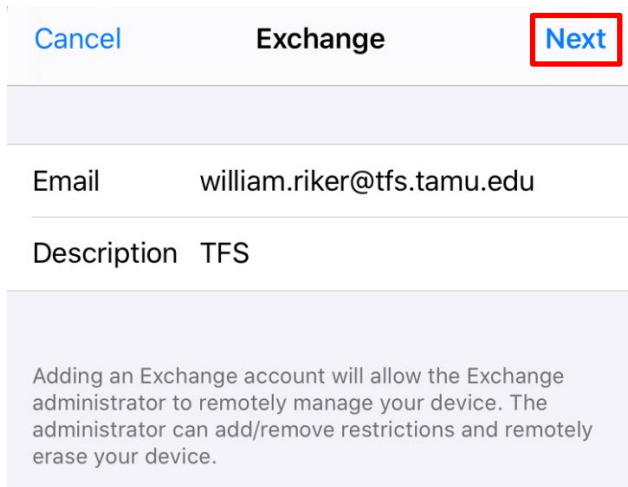 Cancel Exchange Next
Email william.riker@tfs.tamu.edu
Description TFS
Adding an Exchange account will allow the Exchange
administrator to remotely manage your device. The
administrator can add/remove restrictions and remotely
erase your device.